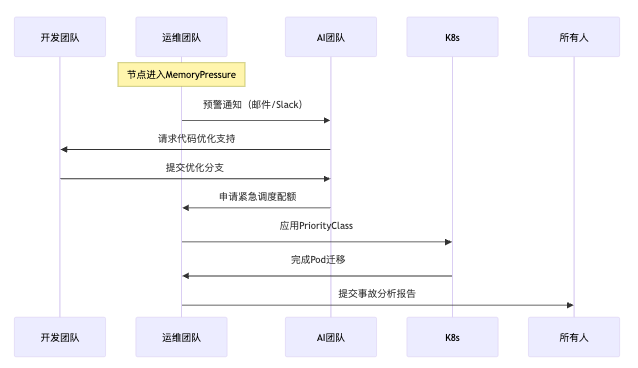 开发团队
运维团队
AI团队
K8s
所有人
节点进入MemoryPressure
预警通知（邮件/Slack）
请求代码优化支持
提交优化分支
申请紧急调度配额
应用PriorityClass
完成Pod迁移
提交事故分析报告
开发团队
运维团队
AI团队
K8s
所有人